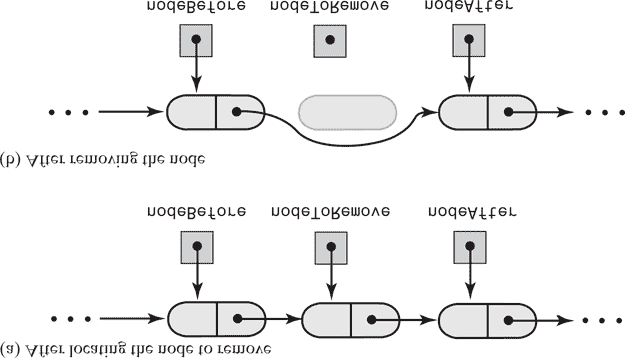 (a) After locating the node to remove
nodeBefore nodeToRemove nodeAfter
(b) After removing the node
nodeBefore nodeToRemove nodeAfter